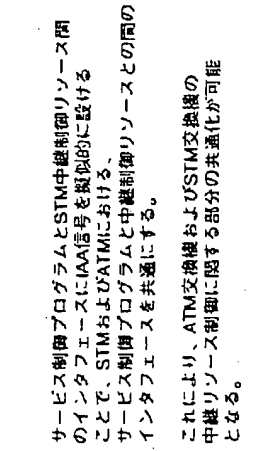 サービス制御プログラムとSTM中継制御リソース間
のインタフェースにIAA信号を擬似的に設ける
ことで、STMおよびATMにおける、
サービス制御プログラムと中継制御リソースとの間の
インタフェースを共通にする。
これにより、ATM交換機およびSTM交換機の
中継リソース制御に関する部分の共通化が可能
となる。